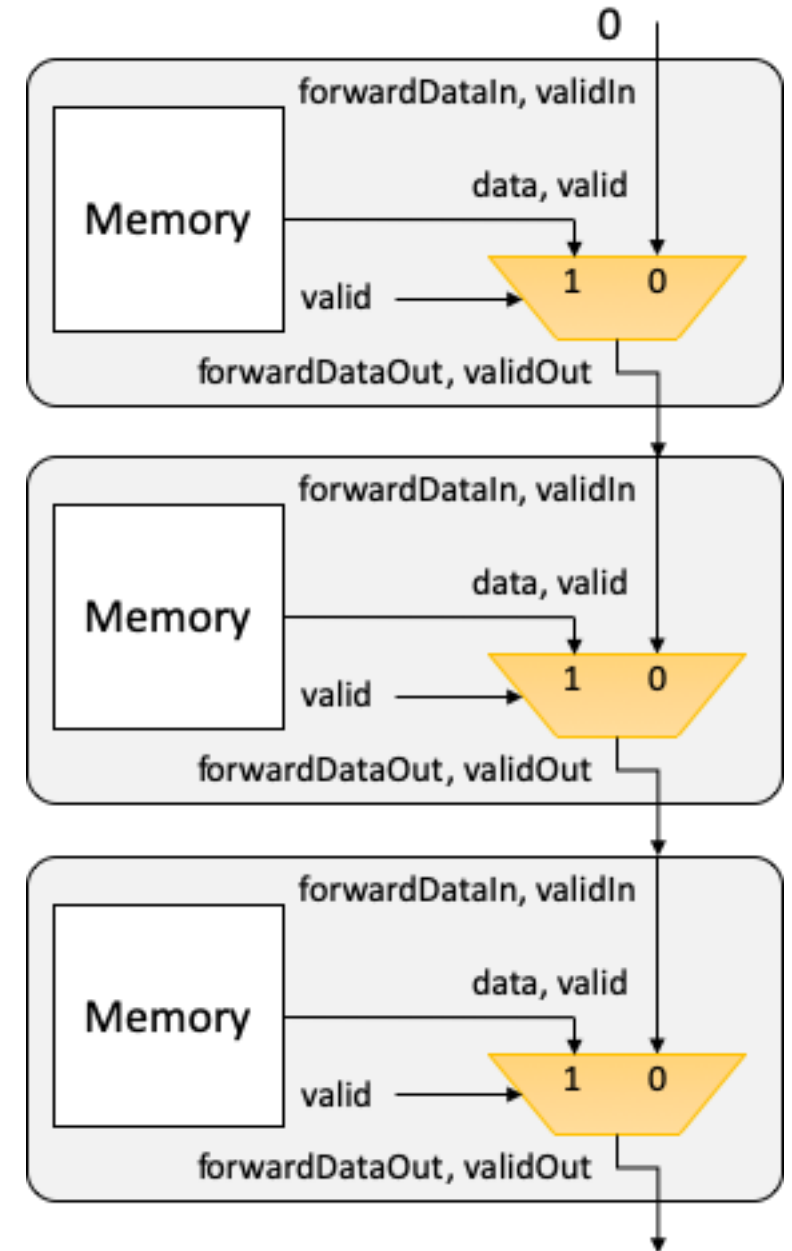 0
forwardDataIn, validIn
data, valid
Memory
1 0
valid
forwardDataOut, validOut
forwardDataIn, validIn
data, valid
Memory
1 0
valid
forwardDataOut, validOut
forwardDataIn, validIn
data, valid
Memory
1 0
valid
forwardDataOut, validOut